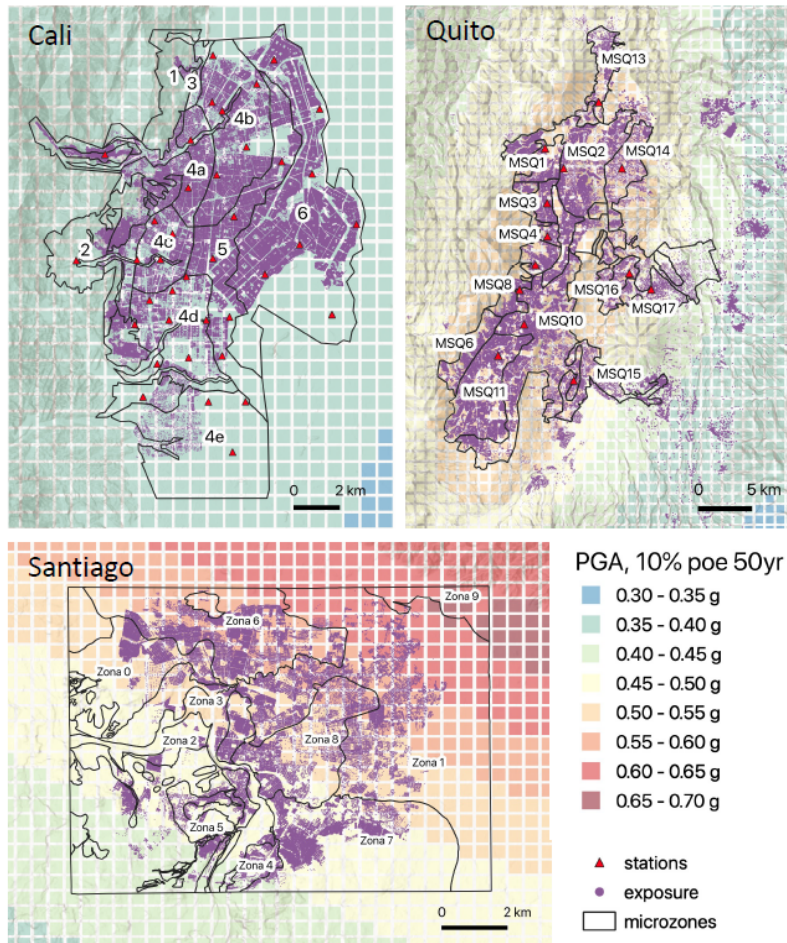 Cali
1
3
4b
4a
2
4c
5
6
4d
4e
0 2 km
Quito
MSQ13
MSQ1
MSQ2
MSQ14
MSQ3
MSQ4
MSQ8
MSQ16
MSQ17
MSQ10
MSQ6
MSQ15
MSQ11
0 5 km
Santiago
Zona 9
Zona 6
Zona 0
Zona 3
Zona 2
Zona 8
Zona 1
Zona 5
Zona 7
Zona 4
0 2 km
PGA, 10% poe 50yr
0.30 - 0.35 g
0.35 - 0.40 g
0.40 - 0.45 g
0.45 - 0.50 g
0.50 - 0.55 g
0.55 - 0.60 g
0.60 - 0.65 g
0.65 - 0.70 g
stations
exposure
microzones